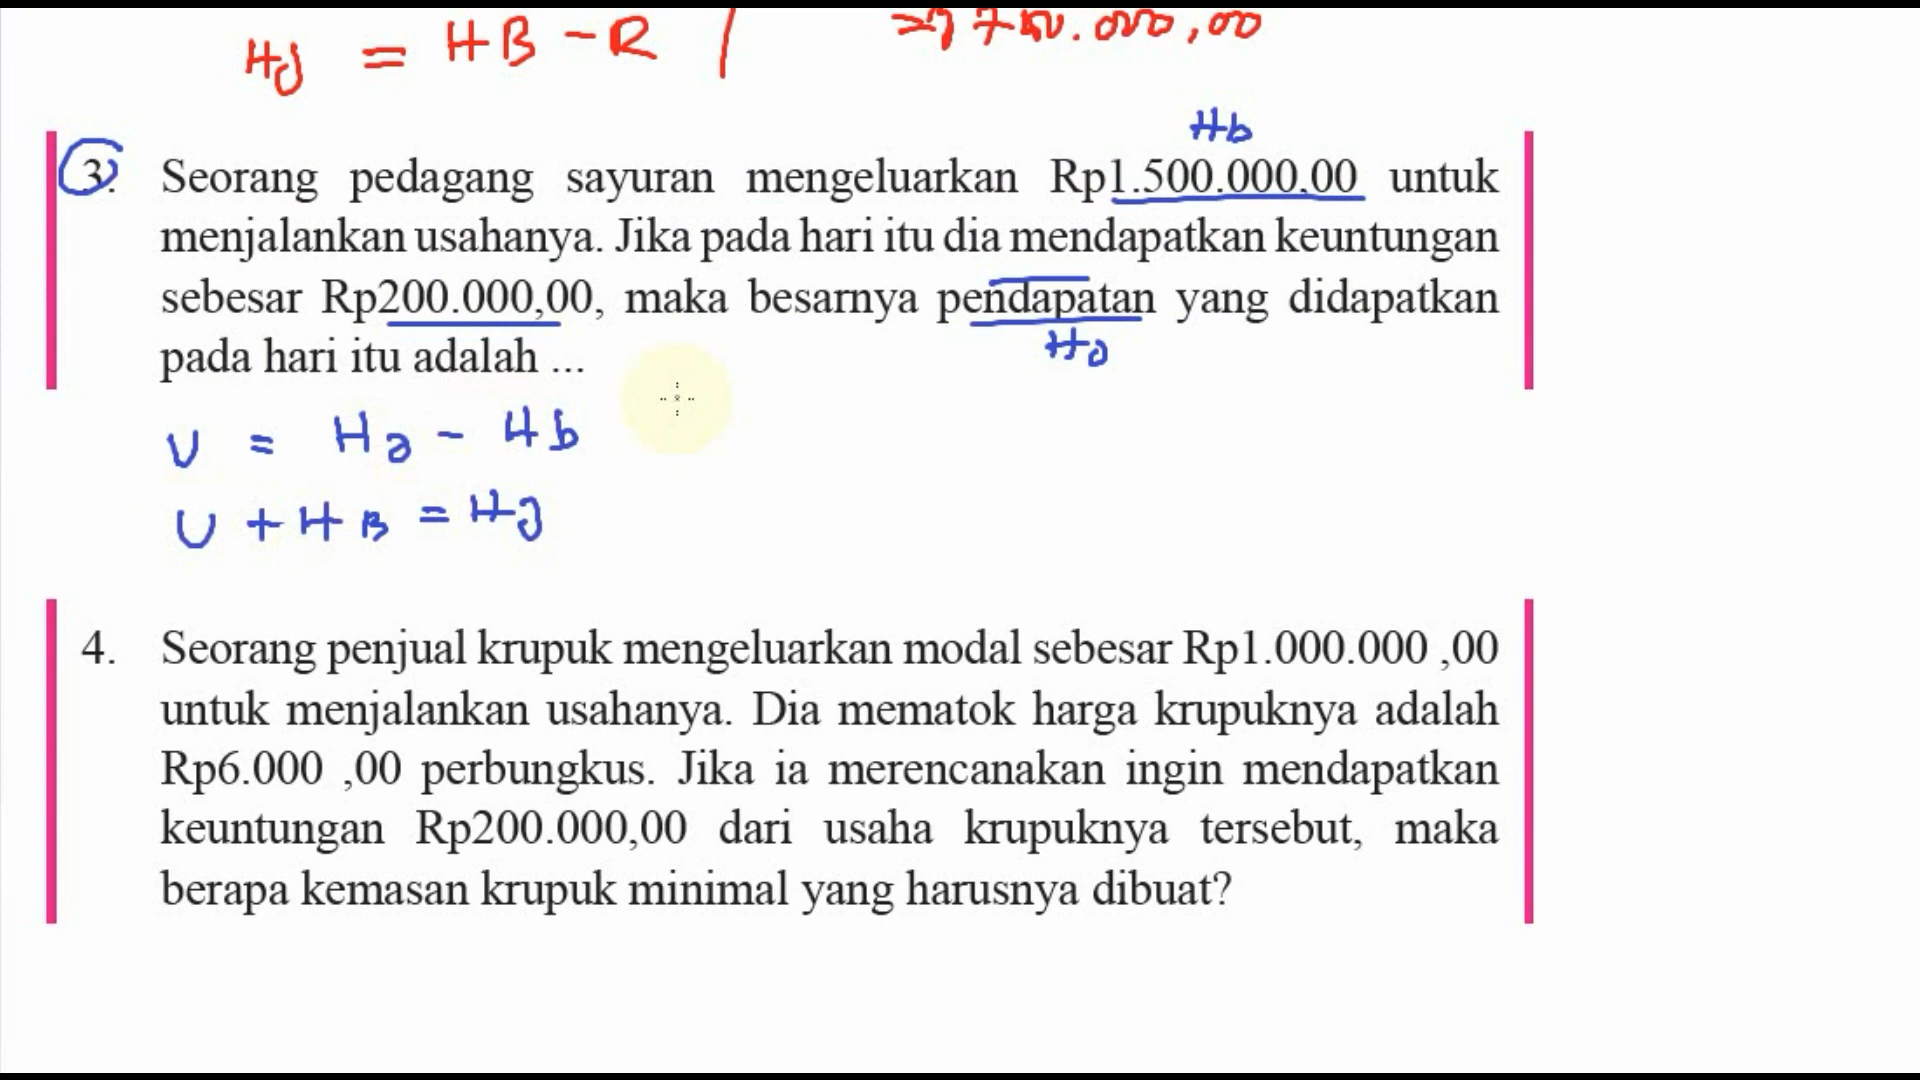 HJ = HB - R
Hb
3. Seorang pedagang sayuran mengeluarkan Rp1.500.000,00 untuk
menjalankan usahanya. Jika pada hari itu dia mendapatkan keuntungan
sebesar Rp200.000,00, maka besarnya pendapatan yang didapatkan
HJ
pada hari itu adalah ...
U = HJ - Hb
U + HB = HJ
4. Seorang penjual krupuk mengeluarkan modal sebesar Rp1.000.000 ,00
untuk menjalankan usahanya. Dia mematok harga krupuknya adalah
Rp6.000 ,00 perbungkus. Jika ia merencanakan ingin mendapatkan
keuntungan Rp200.000,00 dari usaha krupuknya tersebut, maka
berapa kemasan krupuk minimal yang harusnya dibuat?